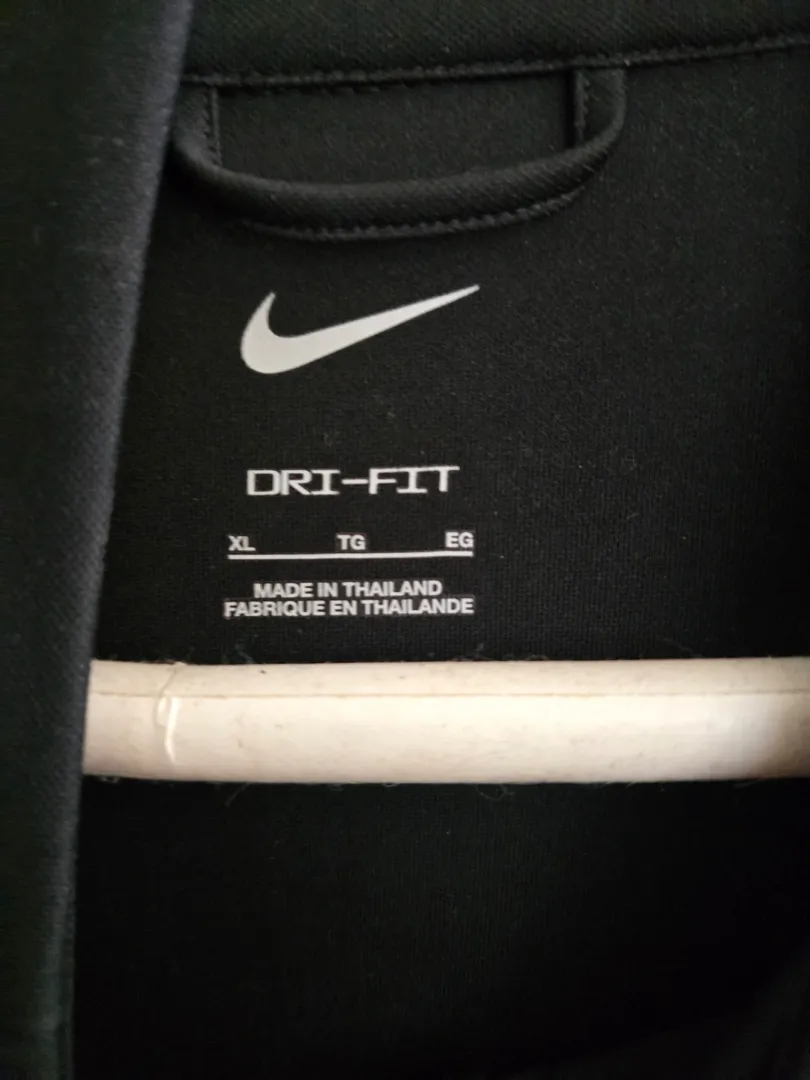 DRI-FIT
XL TG EG
MADE IN THAILAND
FABRIQUE EN THAILANDE